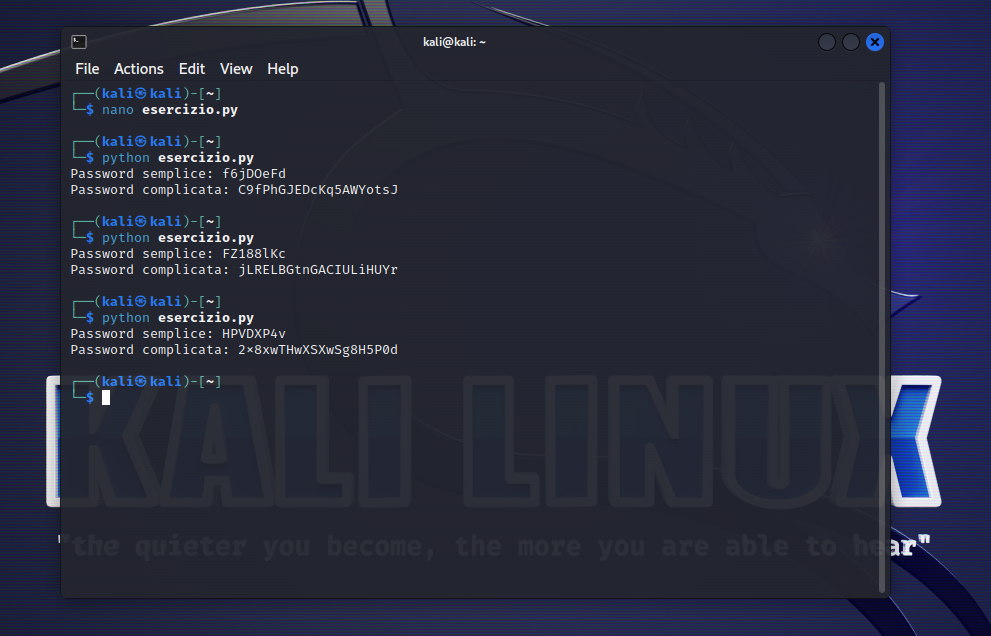 kali@kali: ~
File Actions Edit View Help
┌──(kali㉿kali)-[~]
└─$ nano esercizio.py
┌──(kali㉿kali)-[~]
└─$ python esercizio.py
Password semplice: f6jDOeFd
Password complicata: C9fPhGJEDcKq5AWYotsJ
┌──(kali㉿kali)-[~]
└─$ python esercizio.py
Password semplice: FZ188lKc
Password complicata: jLRELBGtnGACIULiHUYr
┌──(kali㉿kali)-[~]
└─$ python esercizio.py
Password semplice: HPVDXP4v
Password complicata: 2×8xwTHwXSXwSg8H5P0d
┌──(kali㉿kali)-[~]
└─$
KALI LINUX
"the quieter you become, the more you are able to hear"